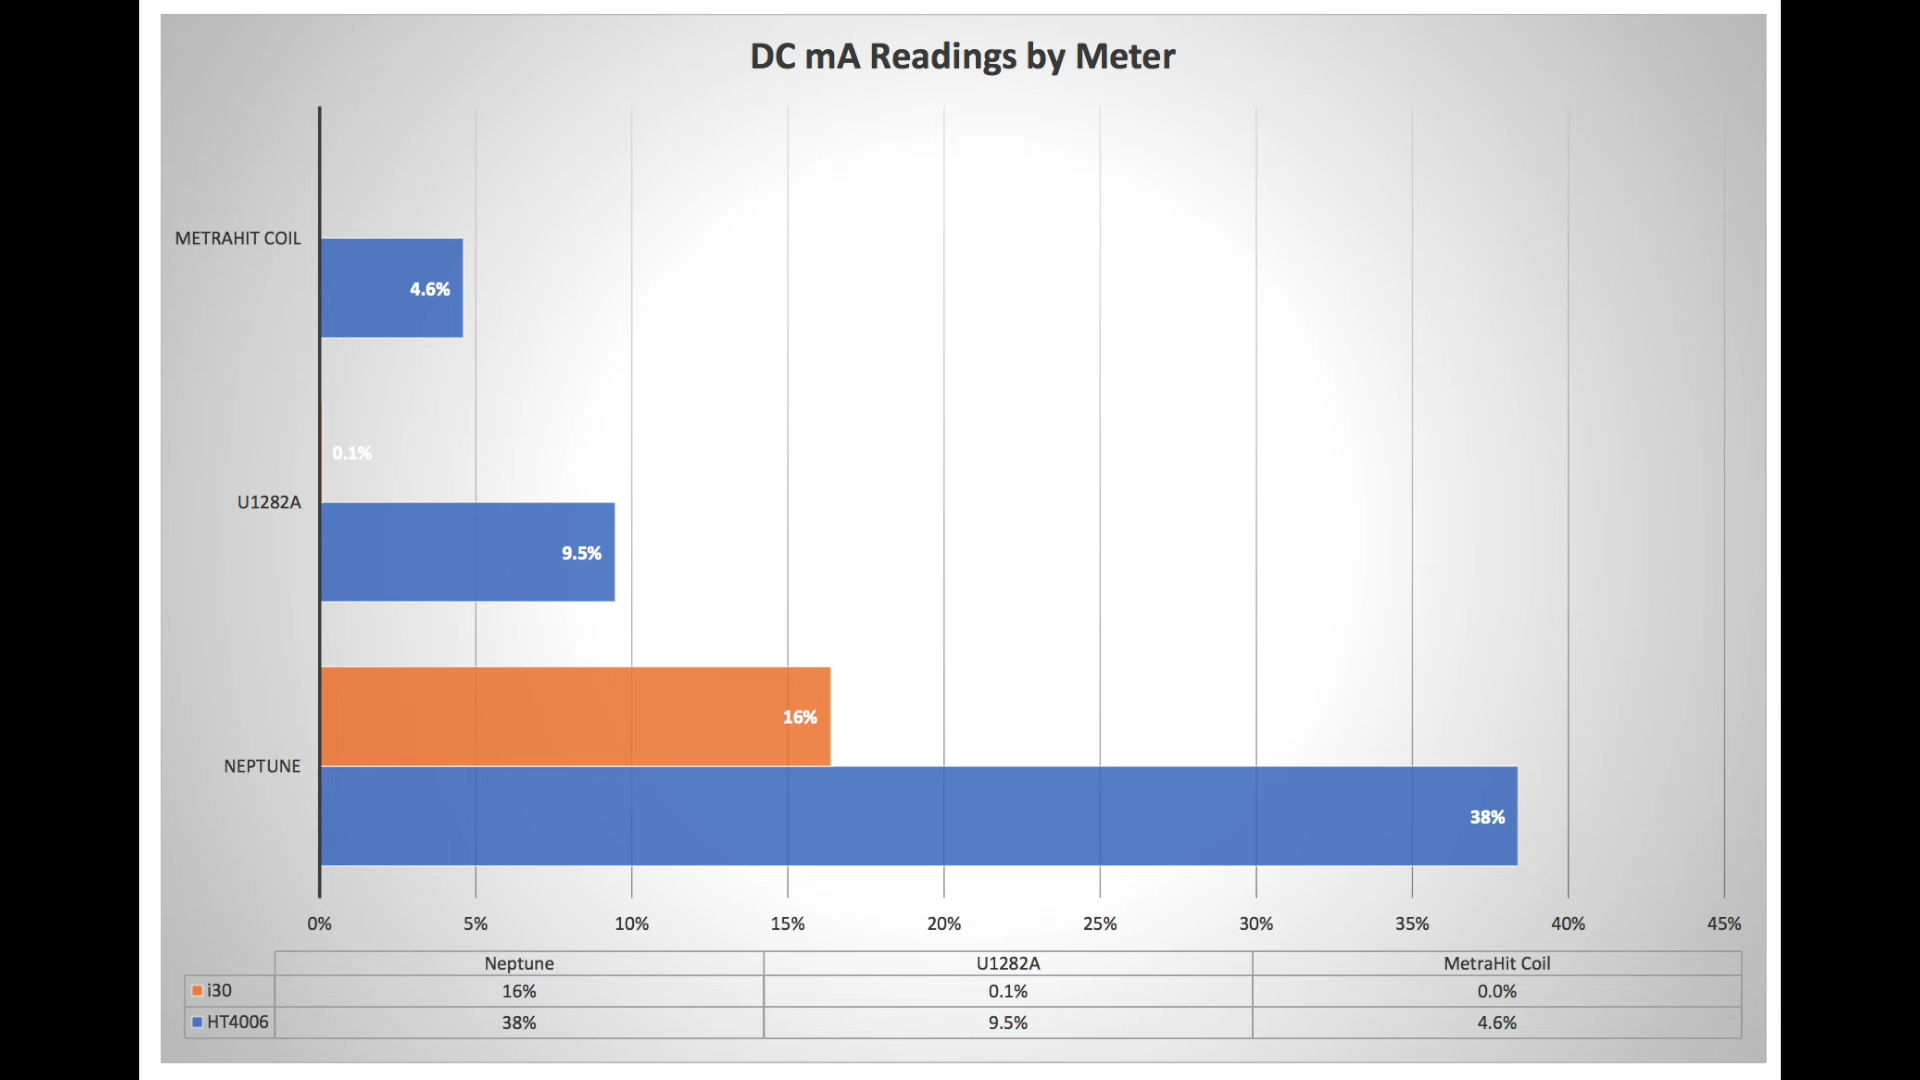 DC mA Readings by Meter
METRAHIT COIL
4.6%
0.1%
U1282A
9.5%
16%
NEPTUNE
38%
0% 5% 10% 15% 20% 25% 30% 35% 40% 45%
Neptune U1282A MetraHit Coil
i30 16% 0.1% 0.0%
HT4006 38% 9.5% 4.6%